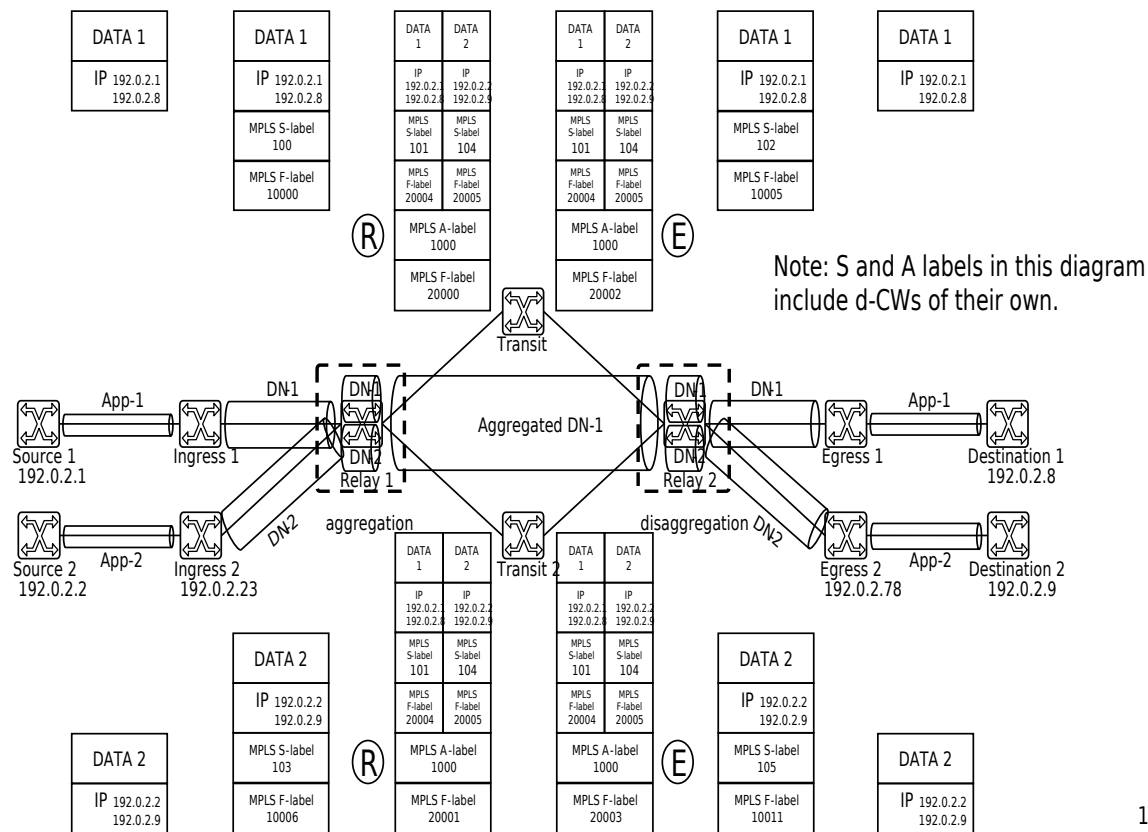 DATA 1
IP 192.0.2.1
192.0.2.8
DATA 1
IP 192.0.2.1
192.0.2.8
MPLS S-label
100
MPLS F-label
10000
DATA
1
DATA
2
IP
192.0.2.1
192.0.2.8
IP
192.0.2.2
192.0.2.9
MPLS
S-label
101
MPLS
S-label
104
MPLS
F-label
20004
MPLS
F-label
20005
MPLS A-label
1000
MPLS F-label
20000
R
DATA
1
DATA
2
IP
192.0.2.1
192.0.2.8
IP
192.0.2.2
192.0.2.9
MPLS
S-label
101
MPLS
S-label
104
MPLS
F-label
20004
MPLS
F-label
20005
MPLS A-label
1000
MPLS F-label
20002
E
DATA 1
IP 192.0.2.1
192.0.2.8
MPLS S-label
102
MPLS F-label
10005
DATA 1
IP 192.0.2.1
192.0.2.8
Note: S and A labels in this diagram
include d-CWs of their own.
Transit
Source 1
192.0.2.1
App-1
Ingress 1
DN-1
DN-1
DN-2
Relay 1
Aggregated DN-1
DN-1
DN-2
Relay 2
DN-1
Egress 1
App-1
Destination 1
192.0.2.8
Source 2
192.0.2.2
App-2
Ingress 2
192.0.2.23
DN-2
aggregation
Transit 2
disaggregation
DN-2
Egress 2
192.0.2.78
App-2
Destination 2
192.0.2.9
DATA 2
IP 192.0.2.2
192.0.2.9
DATA 2
IP 192.0.2.2
192.0.2.9
MPLS S-label
103
MPLS F-label
10006
R
DATA
1
DATA
2
IP
192.0.2.1
192.0.2.8
IP
192.0.2.2
192.0.2.9
MPLS
S-label
101
MPLS
S-label
104
MPLS
F-label
20004
MPLS
F-label
20005
MPLS A-label
1000
MPLS F-label
20001
DATA
1
DATA
2
IP
192.0.2.1
192.0.2.8
IP
192.0.2.2
192.0.2.9
MPLS
S-label
101
MPLS
S-label
104
MPLS
F-label
20004
MPLS
F-label
20005
MPLS A-label
1000
MPLS F-label
20003
E
DATA 2
IP 192.0.2.2
192.0.2.9
MPLS S-label
105
MPLS F-label
10011
DATA 2
IP 192.0.2.2
192.0.2.9
1